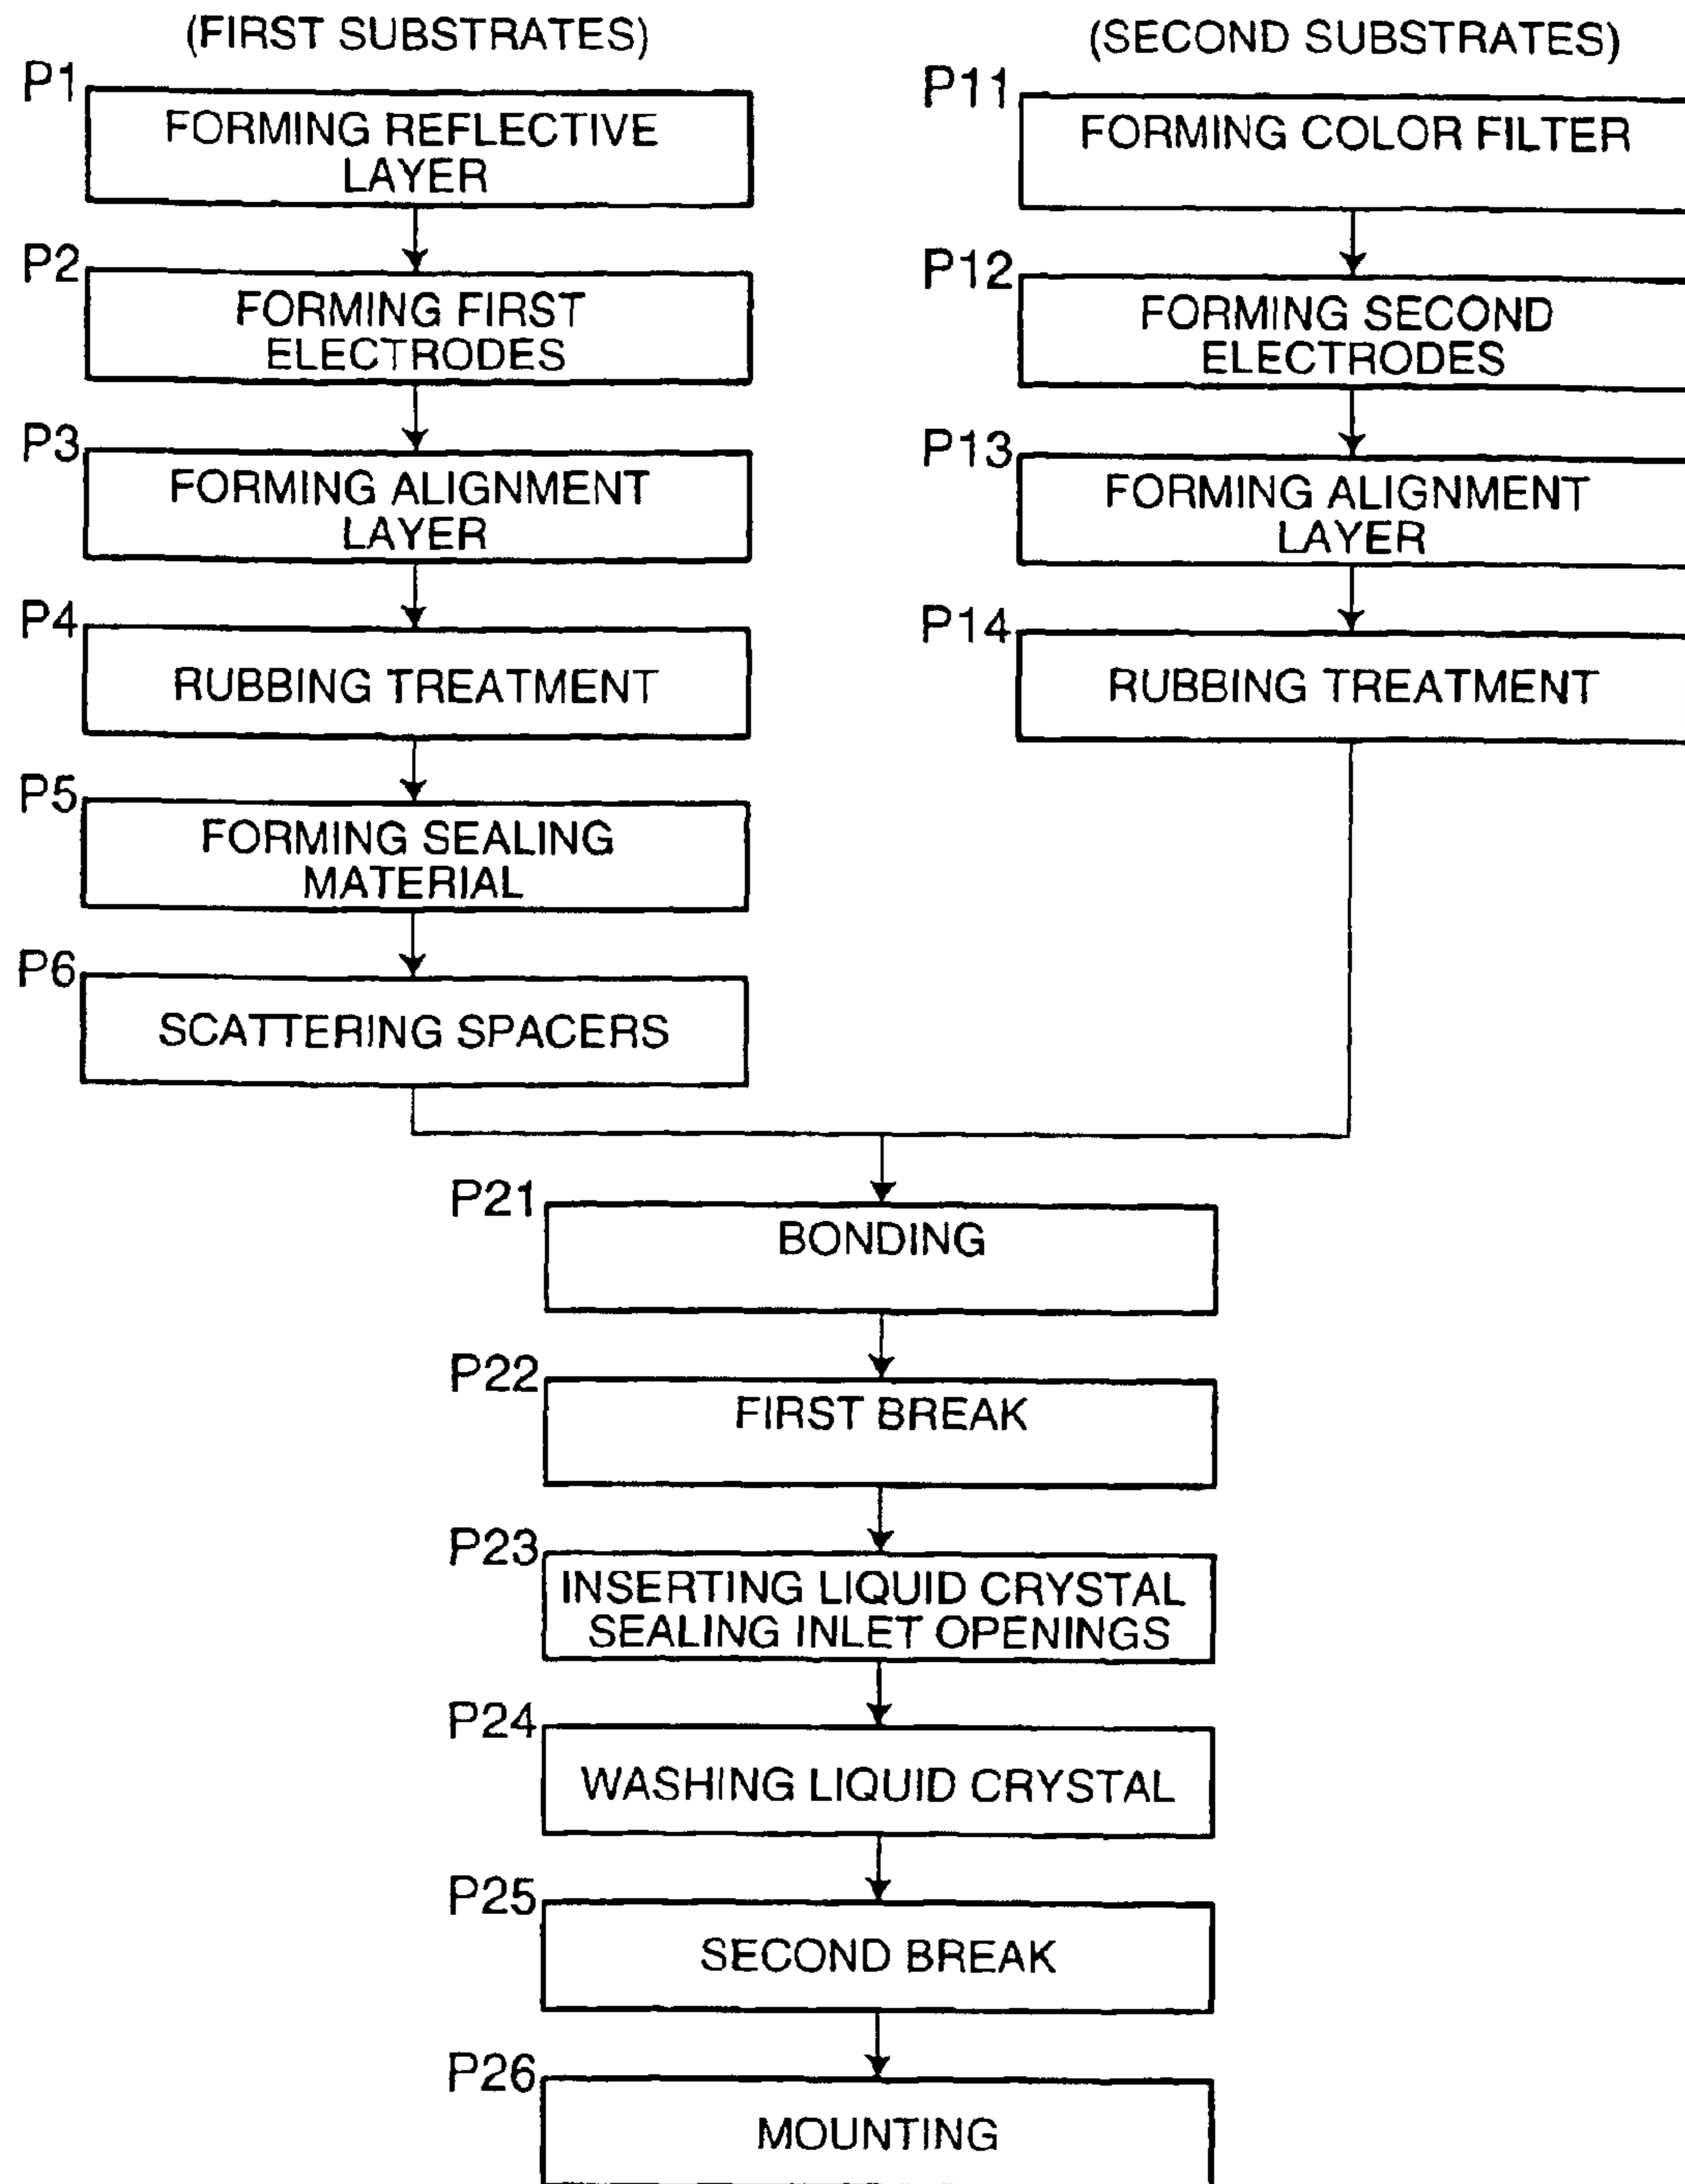 (FIRST SUBSTRATES)
P1
FORMING REFLECTIVE
LAYER
P2
FORMING FIRST
ELECTRODES
P3
FORMING ALIGNMENT
LAYER
P4
RUBBING TREATMENT
P5
FORMING SEALING
MATERIAL
P6
SCATTERING SPACERS
(SECOND SUBSTRATES)
P11
FORMING COLOR FILTER
P12
FORMING SECOND
ELECTRODES
P13
FORMING ALIGNMENT
LAYER
P14
RUBBING TREATMENT
P21
BONDING
P22
FIRST BREAK
P23
INSERTING LIQUID CRYSTAL
SEALING INLET OPENINGS
P24
WASHING LIQUID CRYSTAL
P25
SECOND BREAK
P26
MOUNTING